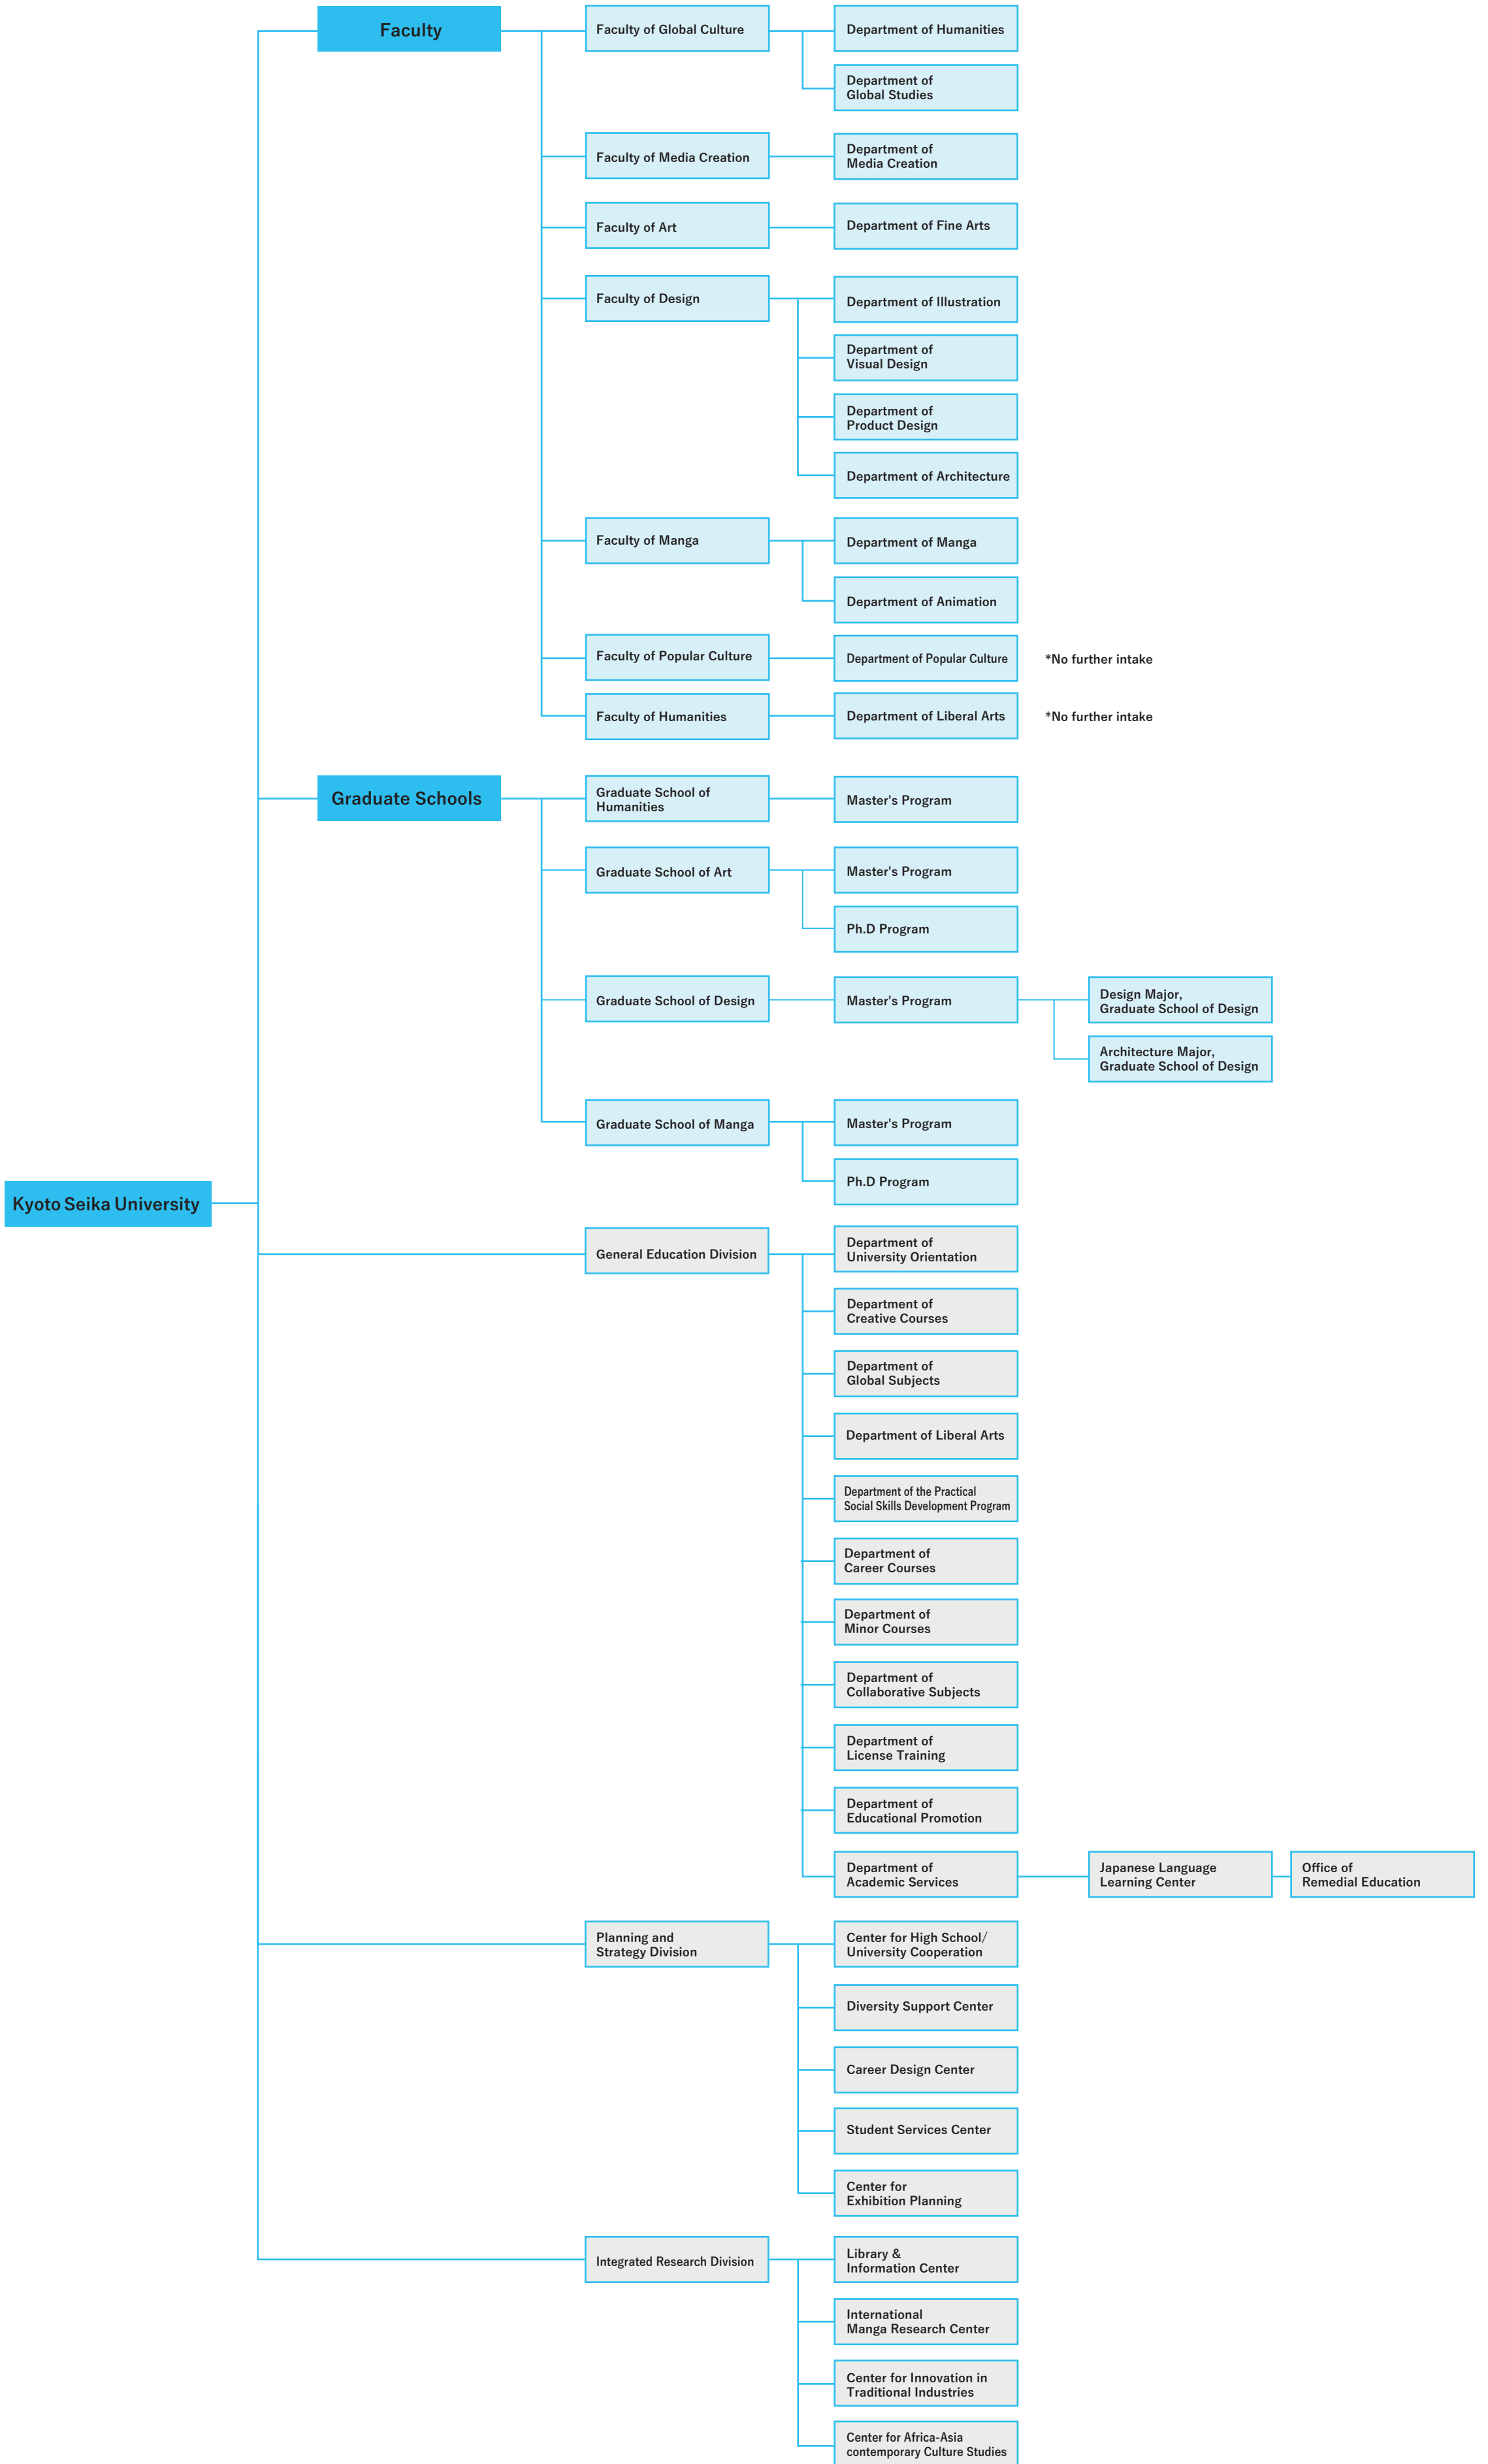 Faculty
Faculty of Global Culture
Department of Humanities
Department of
Global Studies
Faculty of Media Creation
Department of
Media Creation
Faculty of Art
Department of Fine Arts
Faculty of Design
Department of Illustration
Department of
Visual Design
Department of
Product Design
Department of Architecture
Faculty of Manga
Department of Manga
Department of Animation
Faculty of Popular Culture
Department of Popular Culture
*No further intake
Faculty of Humanities
Department of Liberal Arts
*No further intake
Graduate Schools
Graduate School of
Humanities
Master's Program
Graduate School of Art
Master's Program
Ph.D Program
Graduate School of Design
Master's Program
Design Major,
Graduate School of Design
Architecture Major,
Graduate School of Design
Graduate School of Manga
Master's Program
Ph.D Program
Kyoto Seika University
General Education Division
Department of
University Orientation
Department of
Creative Courses
Department of
Global Subjects
Department of Liberal Arts
Department of the Practical
Social Skills Development Program
Department of
Career Courses
Department of
Minor Courses
Department of
Collaborative Subjects
Department of
License Training
Department of
Educational Promotion
Department of
Academic Services
Japanese Language
Learning Center
Office of
Remedial Education
Planning and
Strategy Division
Center for High School/
University Cooperation
Diversity Support Center
Career Design Center
Student Services Center
Center for
Exhibition Planning
Integrated Research Division
Library &
Information Center
International
Manga Research Center
Center for Innovation in
Traditional Industries
Center for Africa-Asia
contemporary Culture Studies